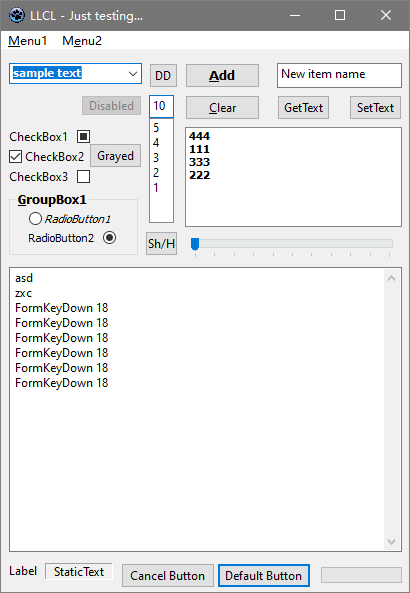 LLCL - Just testing...
Menu1 Menu2
sample text
DD
Add
New item name
Disabled
10
Clear
GetText
SetText
CheckBox1
CheckBox2
Grayed
CheckBox3
5
4
3
2
1
444
111
333
222
GroupBox1
RadioButton1
RadioButton2
Sh/H
asd
zxc
FormKeyDown 18
FormKeyDown 18
FormKeyDown 18
FormKeyDown 18
FormKeyDown 18
FormKeyDown 18
Label
StaticText
Cancel Button
Default Button